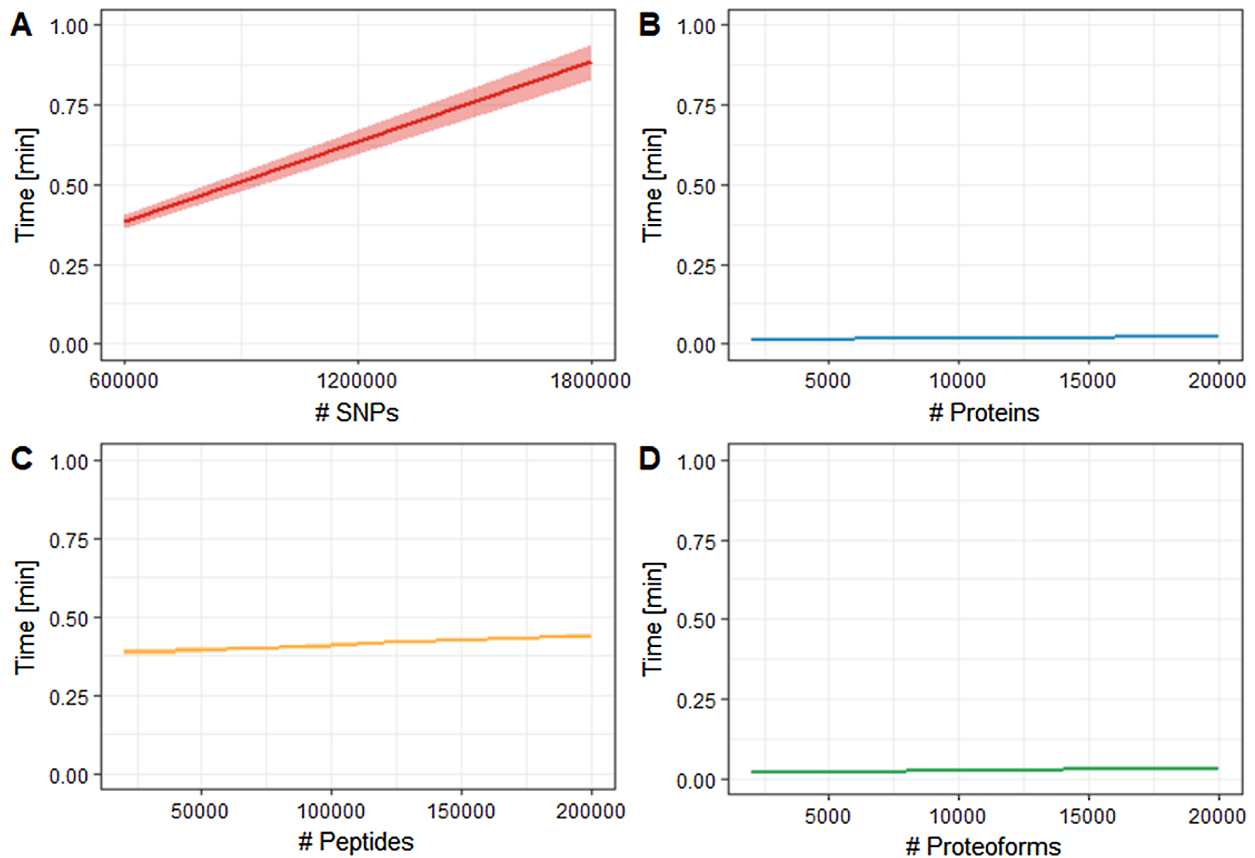 A
Time [min]
1.00
0.75
0.50
0.25
0.00
600000 1200000 1800000
# SNPs
B
Time [min]
1.00
0.75
0.50
0.25
0.00
5000 10000 15000 20000
# Proteins
C
Time [min]
1.00
0.75
0.50
0.25
0.00
50000 100000 150000 200000
# Peptides
D
Time [min]
1.00
0.75
0.50
0.25
0.00
5000 10000 15000 20000
# Proteoforms